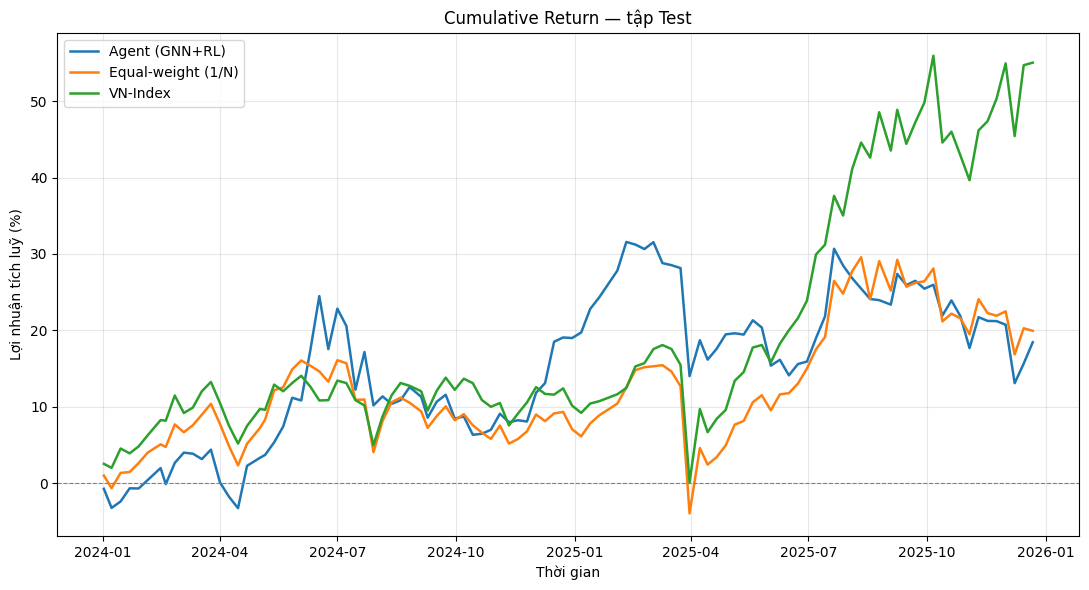 Cumulative Return — tập Test
Agent (GNN+RL)
Equal-weight (1/N)
VN-Index
Lợi nhuận tích luỹ (%)
50
40
30
20
10
0
2024-01
2024-04
2024-07
2024-10
2025-01
2025-04
2025-07
2025-10
2026-01
Thời gian